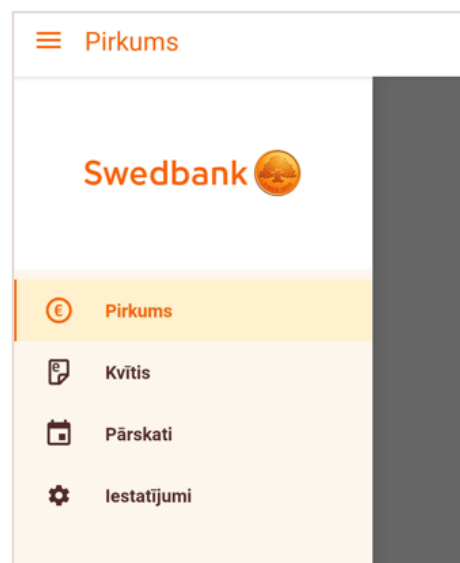 Pirkums
Swedbank
Pirkums
Kvītis
Pārskati
Iestatījumi